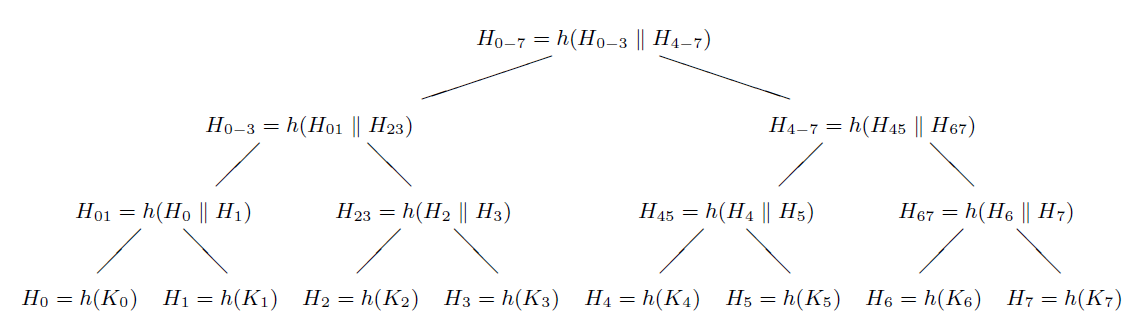 H₀₋₇ = h(H₀₋₃ ∥ H₄₋₇)
H₀₋₃ = h(H₀₁ ∥ H₂₃) H₄₋₇ = h(H₄₅ ∥ H₆₇)
H₀₁ = h(H₀ ∥ H₁) H₂₃ = h(H₂ ∥ H₃) H₄₅ = h(H₄ ∥ H₅) H₆₇ = h(H₆ ∥ H₇)
H₀ = h(K₀) H₁ = h(K₁) H₂ = h(K₂) H₃ = h(K₃) H₄ = h(K₄) H₅ = h(K₅) H₆ = h(K₆) H₇ = h(K₇)